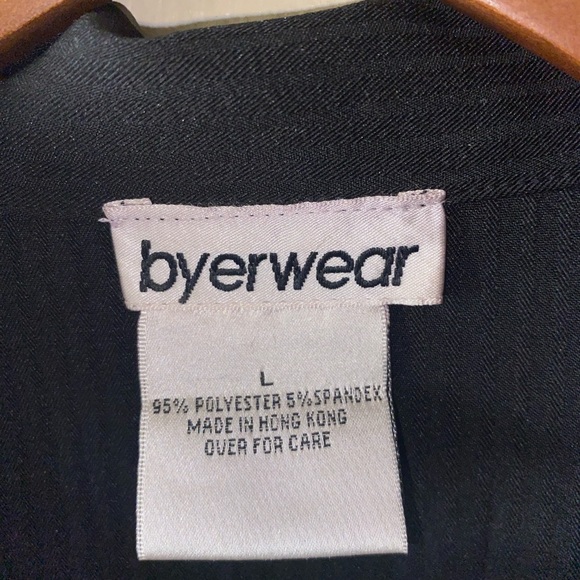 byerwear
L
95% POLYESTER 5%SPANDEX
MADE IN HONG KONG
OVER FOR CARE